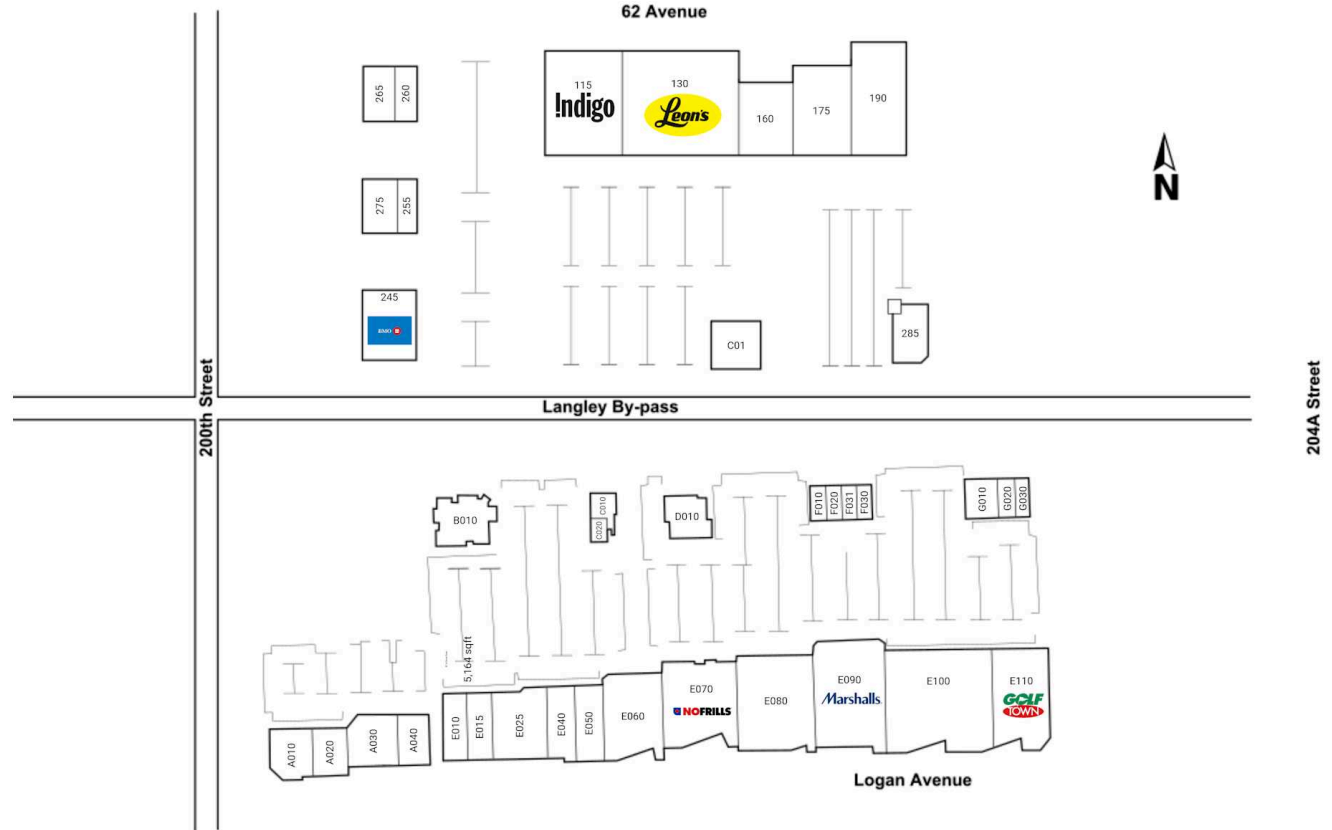 62 Avenue
265
260
115
!ndigo
130
Leon's
160
175
190
N
275
255
245
BMO
C01
285
200th Street
Langley By-pass
204A Street
B010
C010
C020
D010
F010
F020
F031
F030
G010
G020
G030
5,164 sqft
A010
A020
A030
A040
E010
E015
E025
E040
E050
E060
E070
NOFRILLS
E080
E090
Marshalls
E100
E110
GOLF
TOWN
Logan Avenue